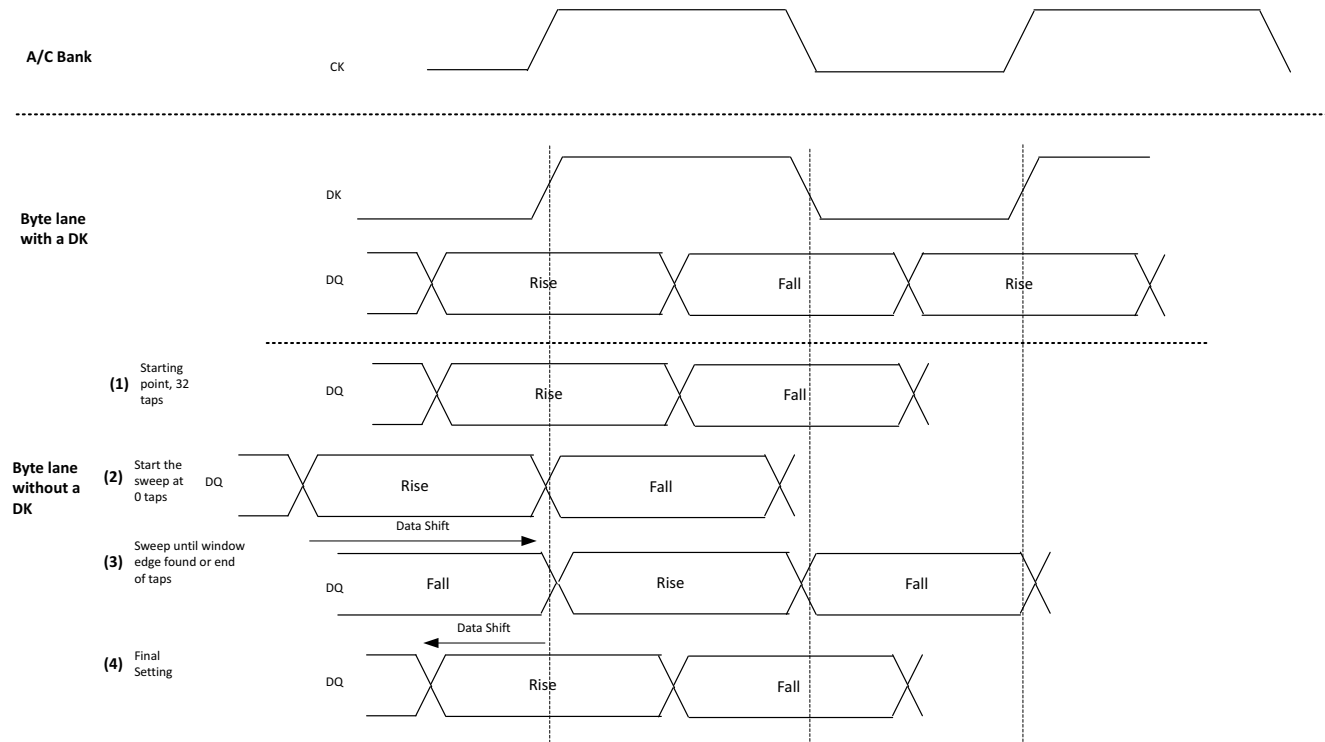 A/C Bank
CK
Byte lane
with a DK
DK
DQ
Rise
Fall
Rise
(1)
Starting
point, 32
taps
DQ
Rise
Fall
Byte lane
without a
DK
(2)
Start the
sweep at
0 taps
DQ
Rise
Fall
Data Shift
(3)
Sweep until window
edge found or end
of taps
DQ
Fall
Rise
Fall
Data Shift
(4)
Final
Setting
DQ
Rise
Fall